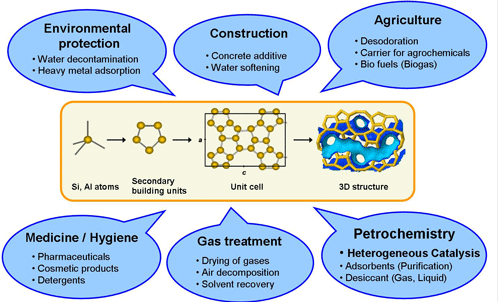 Environmental
protection
• Water decontamination
• Heavy metal adsorption
Construction
• Concrete additive
• Water softening
Agriculture
• Desodoration
• Carrier for agrochemicals
• Bio fuels (Biogas)
a
c
Si, Al atoms
Secondary
building units
Unit cell
3D structure
Medicine / Hygiene
• Pharmaceuticals
• Cosmetic products
• Detergents
Gas treatment
• Drying of gases
• Air decomposition
• Solvent recovery
Petrochemistry
• Heterogeneous Catalysis
• Adsorbents (Purification)
• Desiccant (Gas, Liquid)